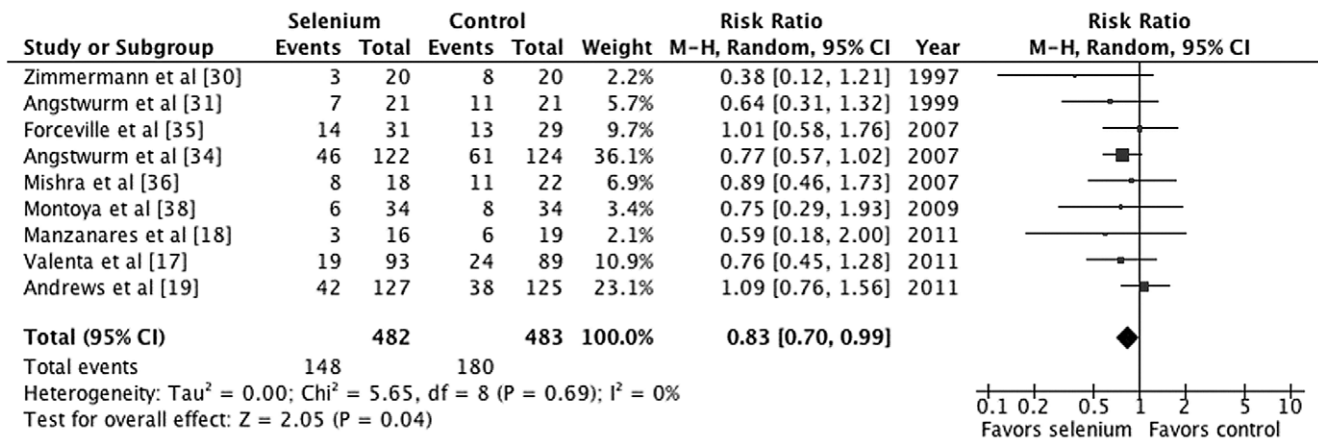 Selenium Control Risk Ratio Risk Ratio
Study or Subgroup Events Total Events Total Weight M-H, Random, 95% CI Year M-H, Random, 95% CI
Zimmermann et al [30] 3 20 8 20 2.2% 0.38 [0.12, 1.21] 1997
Angstwurm et al [31] 7 21 11 21 5.7% 0.64 [0.31, 1.32] 1999
Forceville et al [35] 14 31 13 29 9.7% 1.01 [0.58, 1.76] 2007
Angstwurm et al [34] 46 122 61 124 36.1% 0.77 [0.57, 1.02] 2007
Mishra et al [36] 8 18 11 22 6.9% 0.89 [0.46, 1.73] 2007
Montoya et al [38] 6 34 8 34 3.4% 0.75 [0.29, 1.93] 2009
Manzanares et al [18] 3 16 6 19 2.1% 0.59 [0.18, 2.00] 2011
Valenta et al [17] 19 93 24 89 10.9% 0.76 [0.45, 1.28] 2011
Andrews et al [19] 42 127 38 125 23.1% 1.09 [0.76, 1.56] 2011
Total (95% CI) 482 483 100.0% 0.83 [0.70, 0.99]
Total events 148 180
Heterogeneity: Tau² = 0.00; Chi² = 5.65, df = 8 (P = 0.69); I² = 0%
Test for overall effect: Z = 2.05 (P = 0.04)
0.1 0.2 0.5 1 2 5 10
Favors selenium Favors control